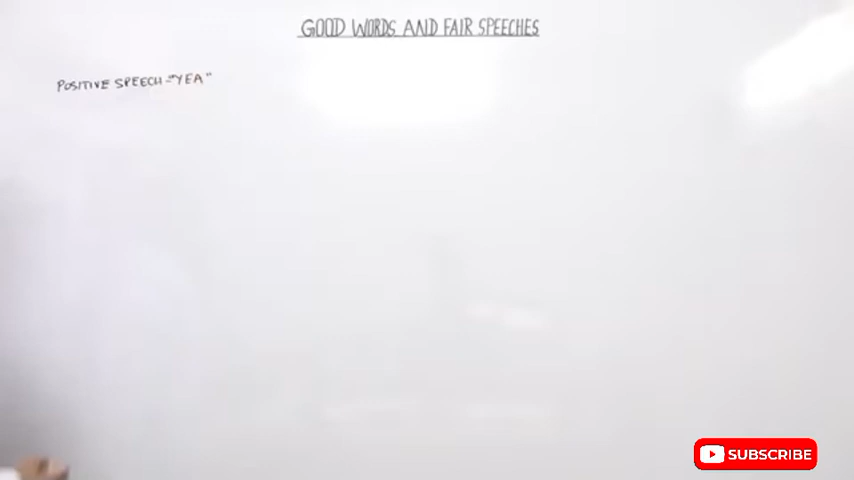 GOOD WORDS AND FAIR SPEECHES
POSITIVE SPEECH-"YEA"
SUBSCRIBE